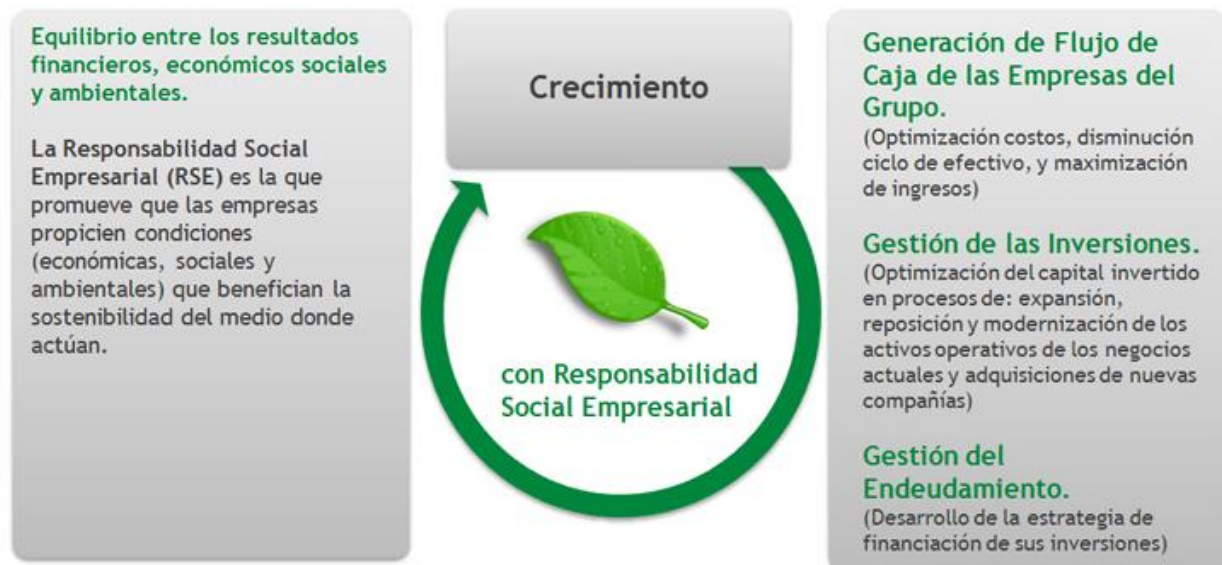 Equilibrio entre los resultados
financieros, económicos sociales
y ambientales.
La Responsabilidad Social
Empresarial (RSE) es la que
promueve que las empresas
propicien condiciones
(económicas, sociales y
ambientales) que benefician la
sostenibilidad del medio donde
actúan.
Crecimiento
con Responsabilidad
Social Empresarial
Generación de Flujo de
Caja de las Empresas del
Grupo.
(Optimización costos, disminución
ciclo de efectivo, y maximización
de ingresos)
Gestión de las Inversiones.
(Optimización del capital invertido
en procesos de: expansión,
reposición y modernización de los
activos operativos de los negocios
actuales y adquisiciones de nuevas
compañías)
Gestión del
Endeudamiento.
(Desarrollo de la estrategia de
financiación de sus inversiones)